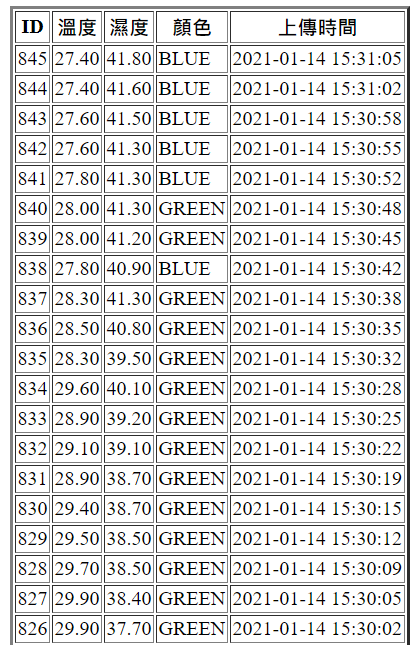 ID 溫度 濕度 顏色 上傳時間
845 27.40 41.80 BLUE 2021-01-14 15:31:05
844 27.40 41.60 BLUE 2021-01-14 15:31:02
843 27.60 41.50 BLUE 2021-01-14 15:30:58
842 27.60 41.30 BLUE 2021-01-14 15:30:55
841 27.80 41.30 BLUE 2021-01-14 15:30:52
840 28.00 41.30 GREEN 2021-01-14 15:30:48
839 28.00 41.20 GREEN 2021-01-14 15:30:45
838 27.80 40.90 BLUE 2021-01-14 15:30:42
837 28.30 41.30 GREEN 2021-01-14 15:30:38
836 28.50 40.80 GREEN 2021-01-14 15:30:35
835 28.30 39.50 GREEN 2021-01-14 15:30:32
834 29.60 40.10 GREEN 2021-01-14 15:30:28
833 28.90 39.20 GREEN 2021-01-14 15:30:25
832 29.10 39.10 GREEN 2021-01-14 15:30:22
831 28.90 38.70 GREEN 2021-01-14 15:30:19
830 29.40 38.70 GREEN 2021-01-14 15:30:15
829 29.50 38.50 GREEN 2021-01-14 15:30:12
828 29.70 38.50 GREEN 2021-01-14 15:30:09
827 29.90 38.40 GREEN 2021-01-14 15:30:05
826 29.90 37.70 GREEN 2021-01-14 15:30:02